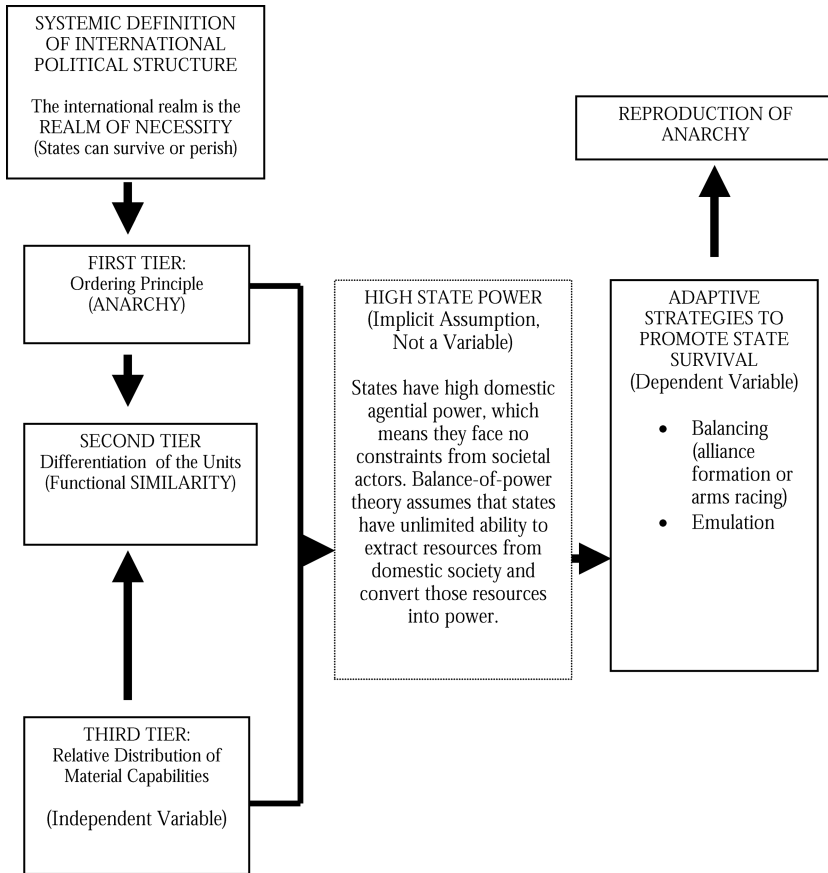 SYSTEMIC DEFINITION
OF INTERNATIONAL
POLITICAL STRUCTURE
The international realm is the
REALM OF NECESSITY
(States can survive or perish)
FIRST TIER:
Ordering Principle
(ANARCHY)
SECOND TIER
Differentiation of the Units
(Functional SIMILARITY)
THIRD TIER:
Relative Distribution of
Material Capabilities
(Independent Variable)
HIGH STATE POWER
(Implicit Assumption,
Not a Variable)
States have high domestic
agential power, which
means they face no
constraints from societal
actors. Balance-of-power
theory assumes that states
have unlimited ability to
extract resources from
domestic society and
convert those resources
into power.
REPRODUCTION OF
ANARCHY
ADAPTIVE
STRATEGIES TO
PROMOTE STATE
SURVIVAL
(Dependent Variable)
• Balancing
(alliance
formation or
arms racing)
• Emulation